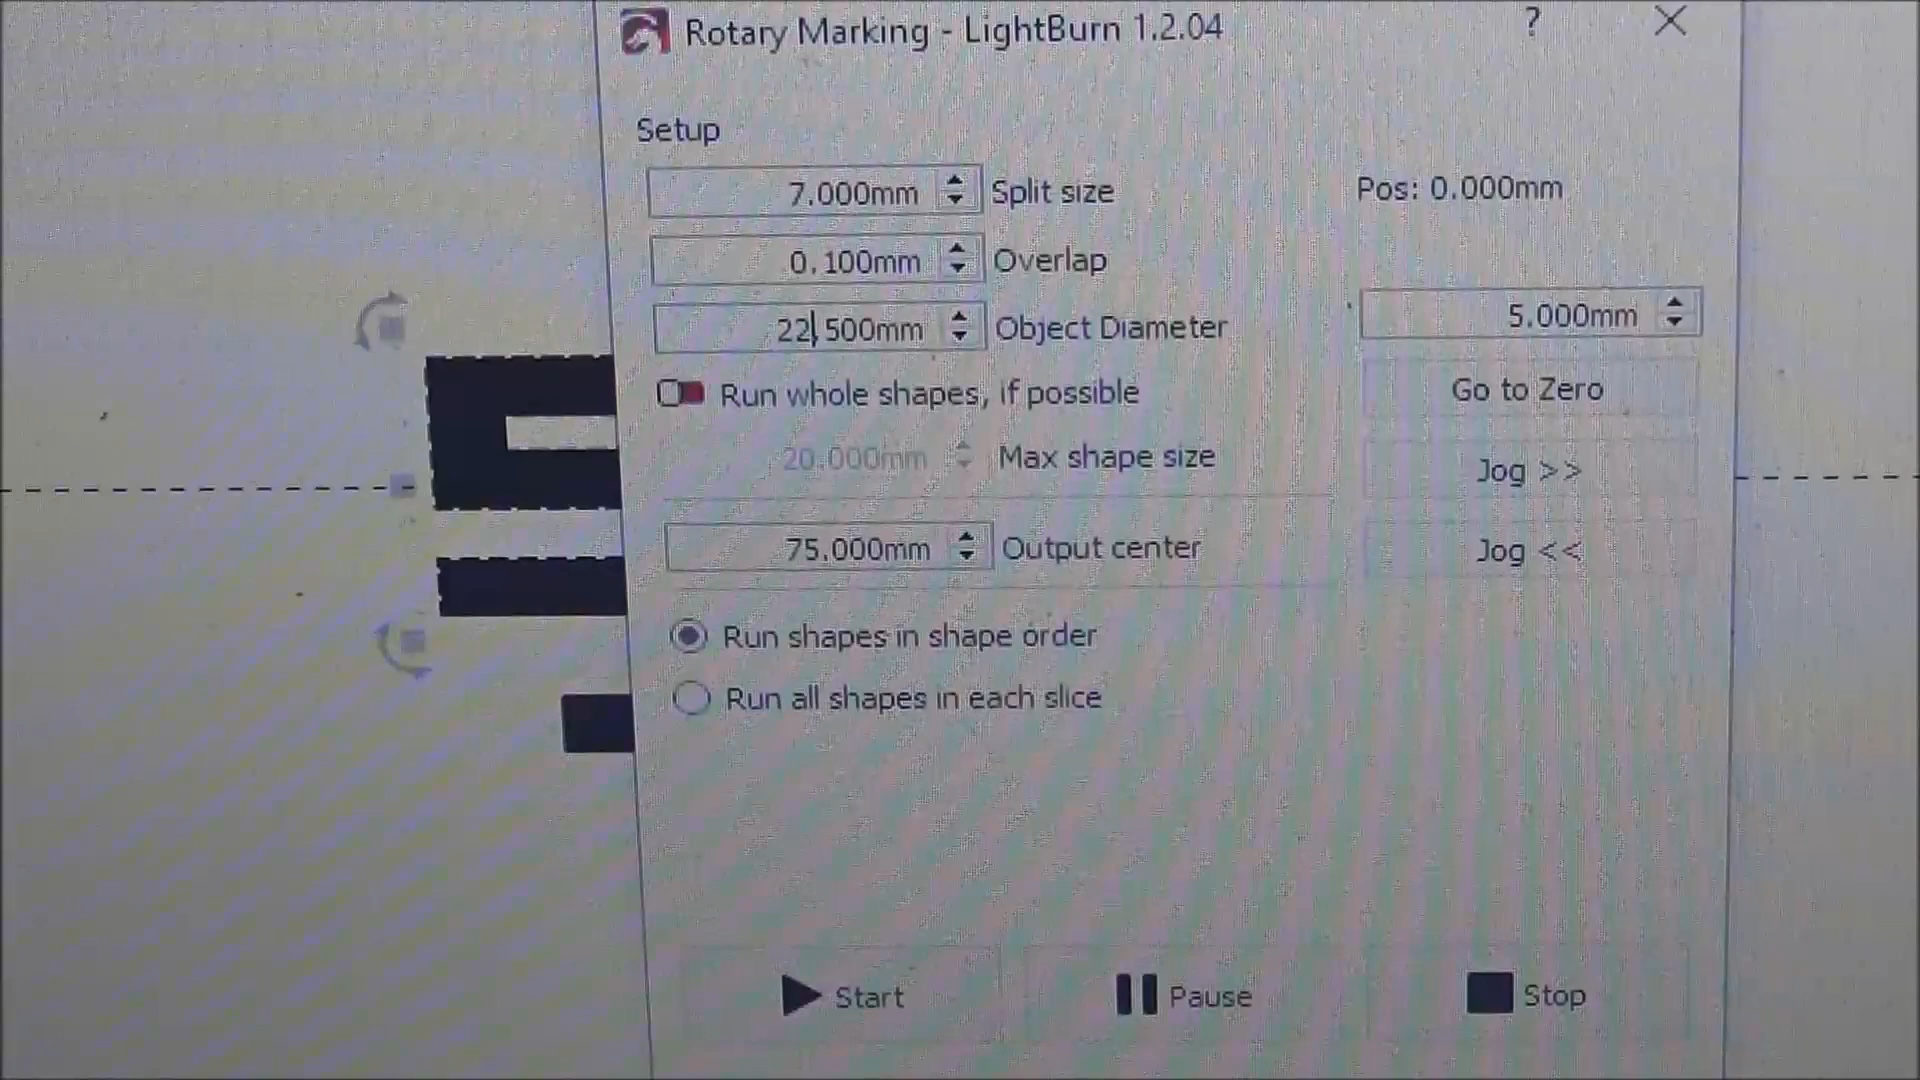 Rotary Marking - LightBurn 1.2.04 ?
Setup
7.000mm Split size
Pos: 0.000mm
0.100mm Overlap
22.500mm Object Diameter
5.000mm
Run whole shapes, if possible
Go to Zero
20.000mm Max shape size
Jog >>
75.000mm Output center
Jog <<
Run shapes in shape order
Run all shapes in each slice
Start
Pause
Stop